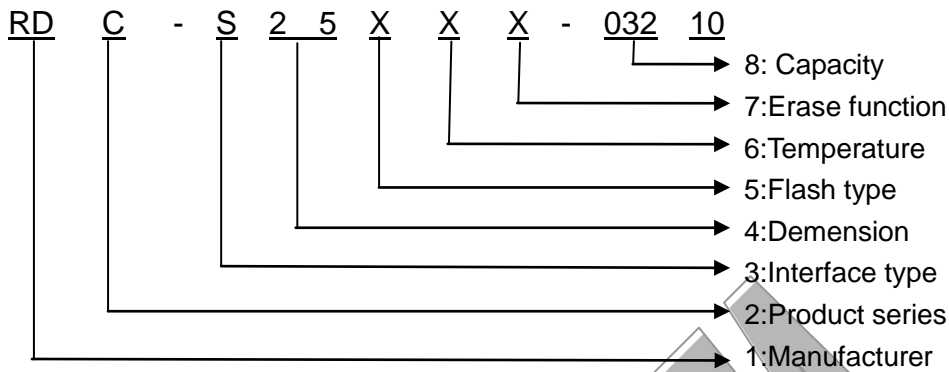 RD C - S 2 5 X X X - 032 10
8: Capacity
7:Erase function
6:Temperature
5:Flash type
4:Demension
3:Interface type
2:Product series
1:Manufacturer